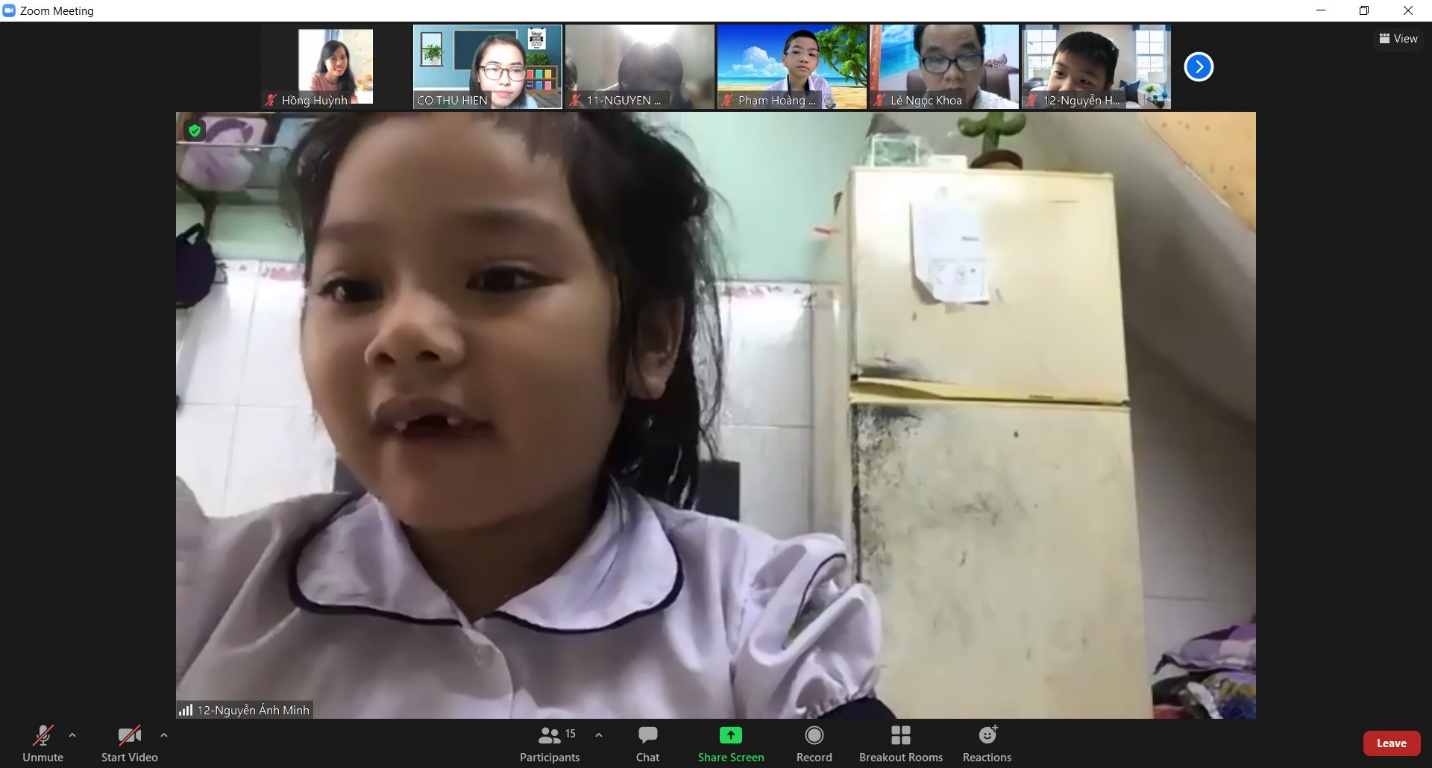 Zoom Meeting
View
Hồng Huỳnh
CO THU HIEN
11-NGUYEN ...
Phạm Hoàng ...
Lê Ngọc Khoa
12-Nguyễn H...
12-Nguyễn Ánh Minh
Unmute
Start Video
15
Participants
Chat
Share Screen
Record
Breakout Rooms
Reactions
Leave